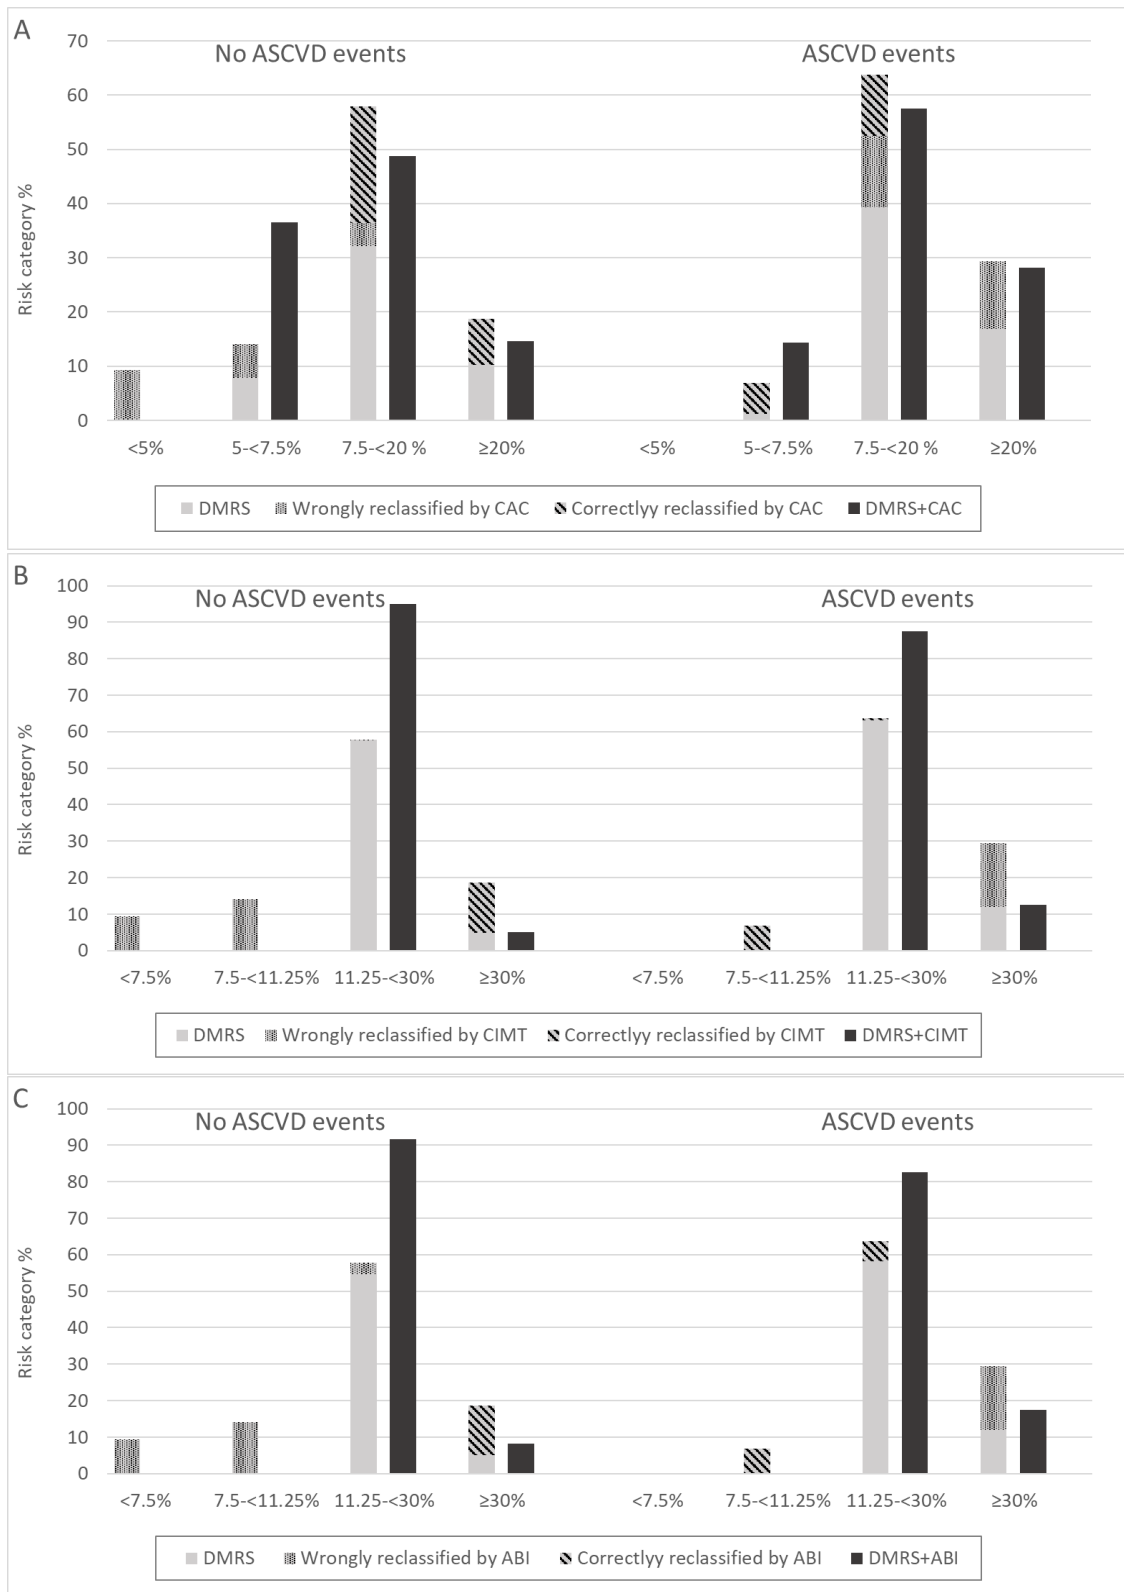 A
70
No ASCVD events
ASCVD events
60
50
40
30
20
10
0
Risk category %
<5%
5-<7.5%
7.5-<20 %
≥20%
<5%
5-<7.5%
7.5-<20 %
≥20%
DMRS
Wrongly reclassified by CAC
Correctlyy reclassified by CAC
DMRS+CAC
B
100
No ASCVD events
ASCVD events
90
80
70
60
50
40
30
20
10
0
Risk category %
<7.5%
7.5-<11.25%
11.25-<30%
≥30%
<7.5%
7.5-<11.25%
11.25-<30%
≥30%
DMRS
Wrongly reclassified by CIMT
Correctlyy reclassified by CIMT
DMRS+CIMT
C
100
No ASCVD events
ASCVD events
90
80
70
60
50
40
30
20
10
0
Risk category %
<7.5%
7.5-<11.25%
11.25-<30%
≥30%
<7.5%
7.5-<11.25%
11.25-<30%
≥30%
DMRS
Wrongly reclassified by ABI
Correctlyy reclassified by ABI
DMRS+ABI